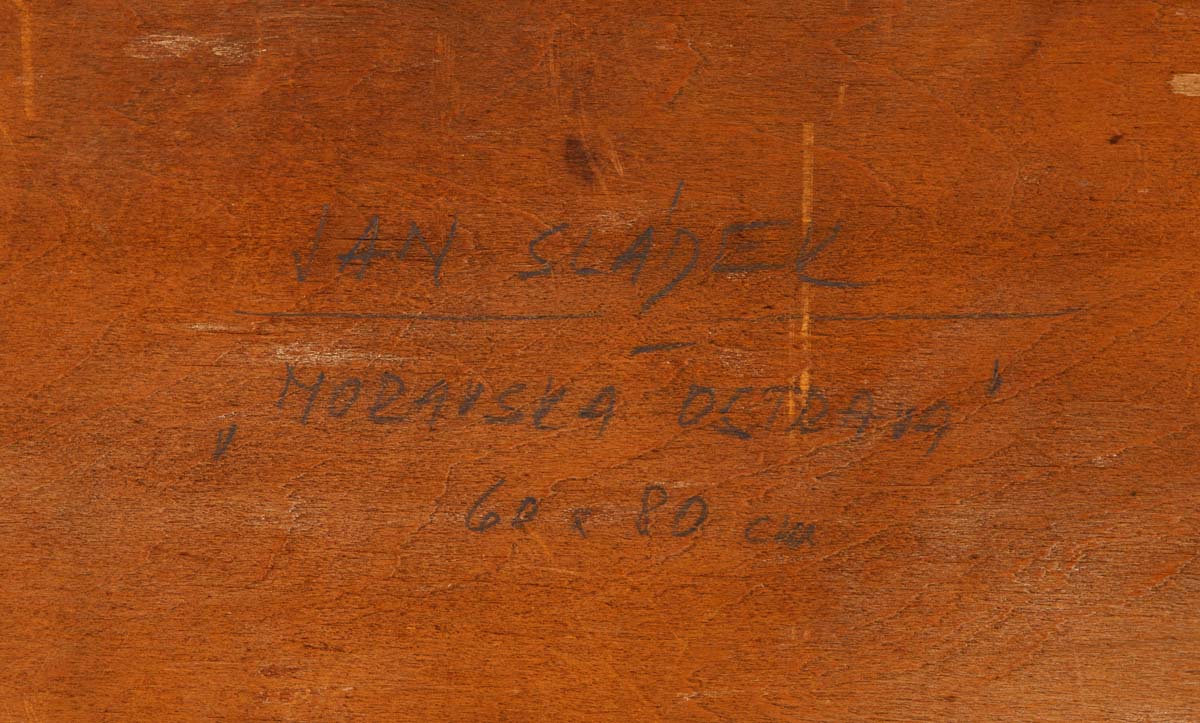 JAN SLÁDEK
„MORAVSKÁ OSTRAVA"
60 x 80 cm